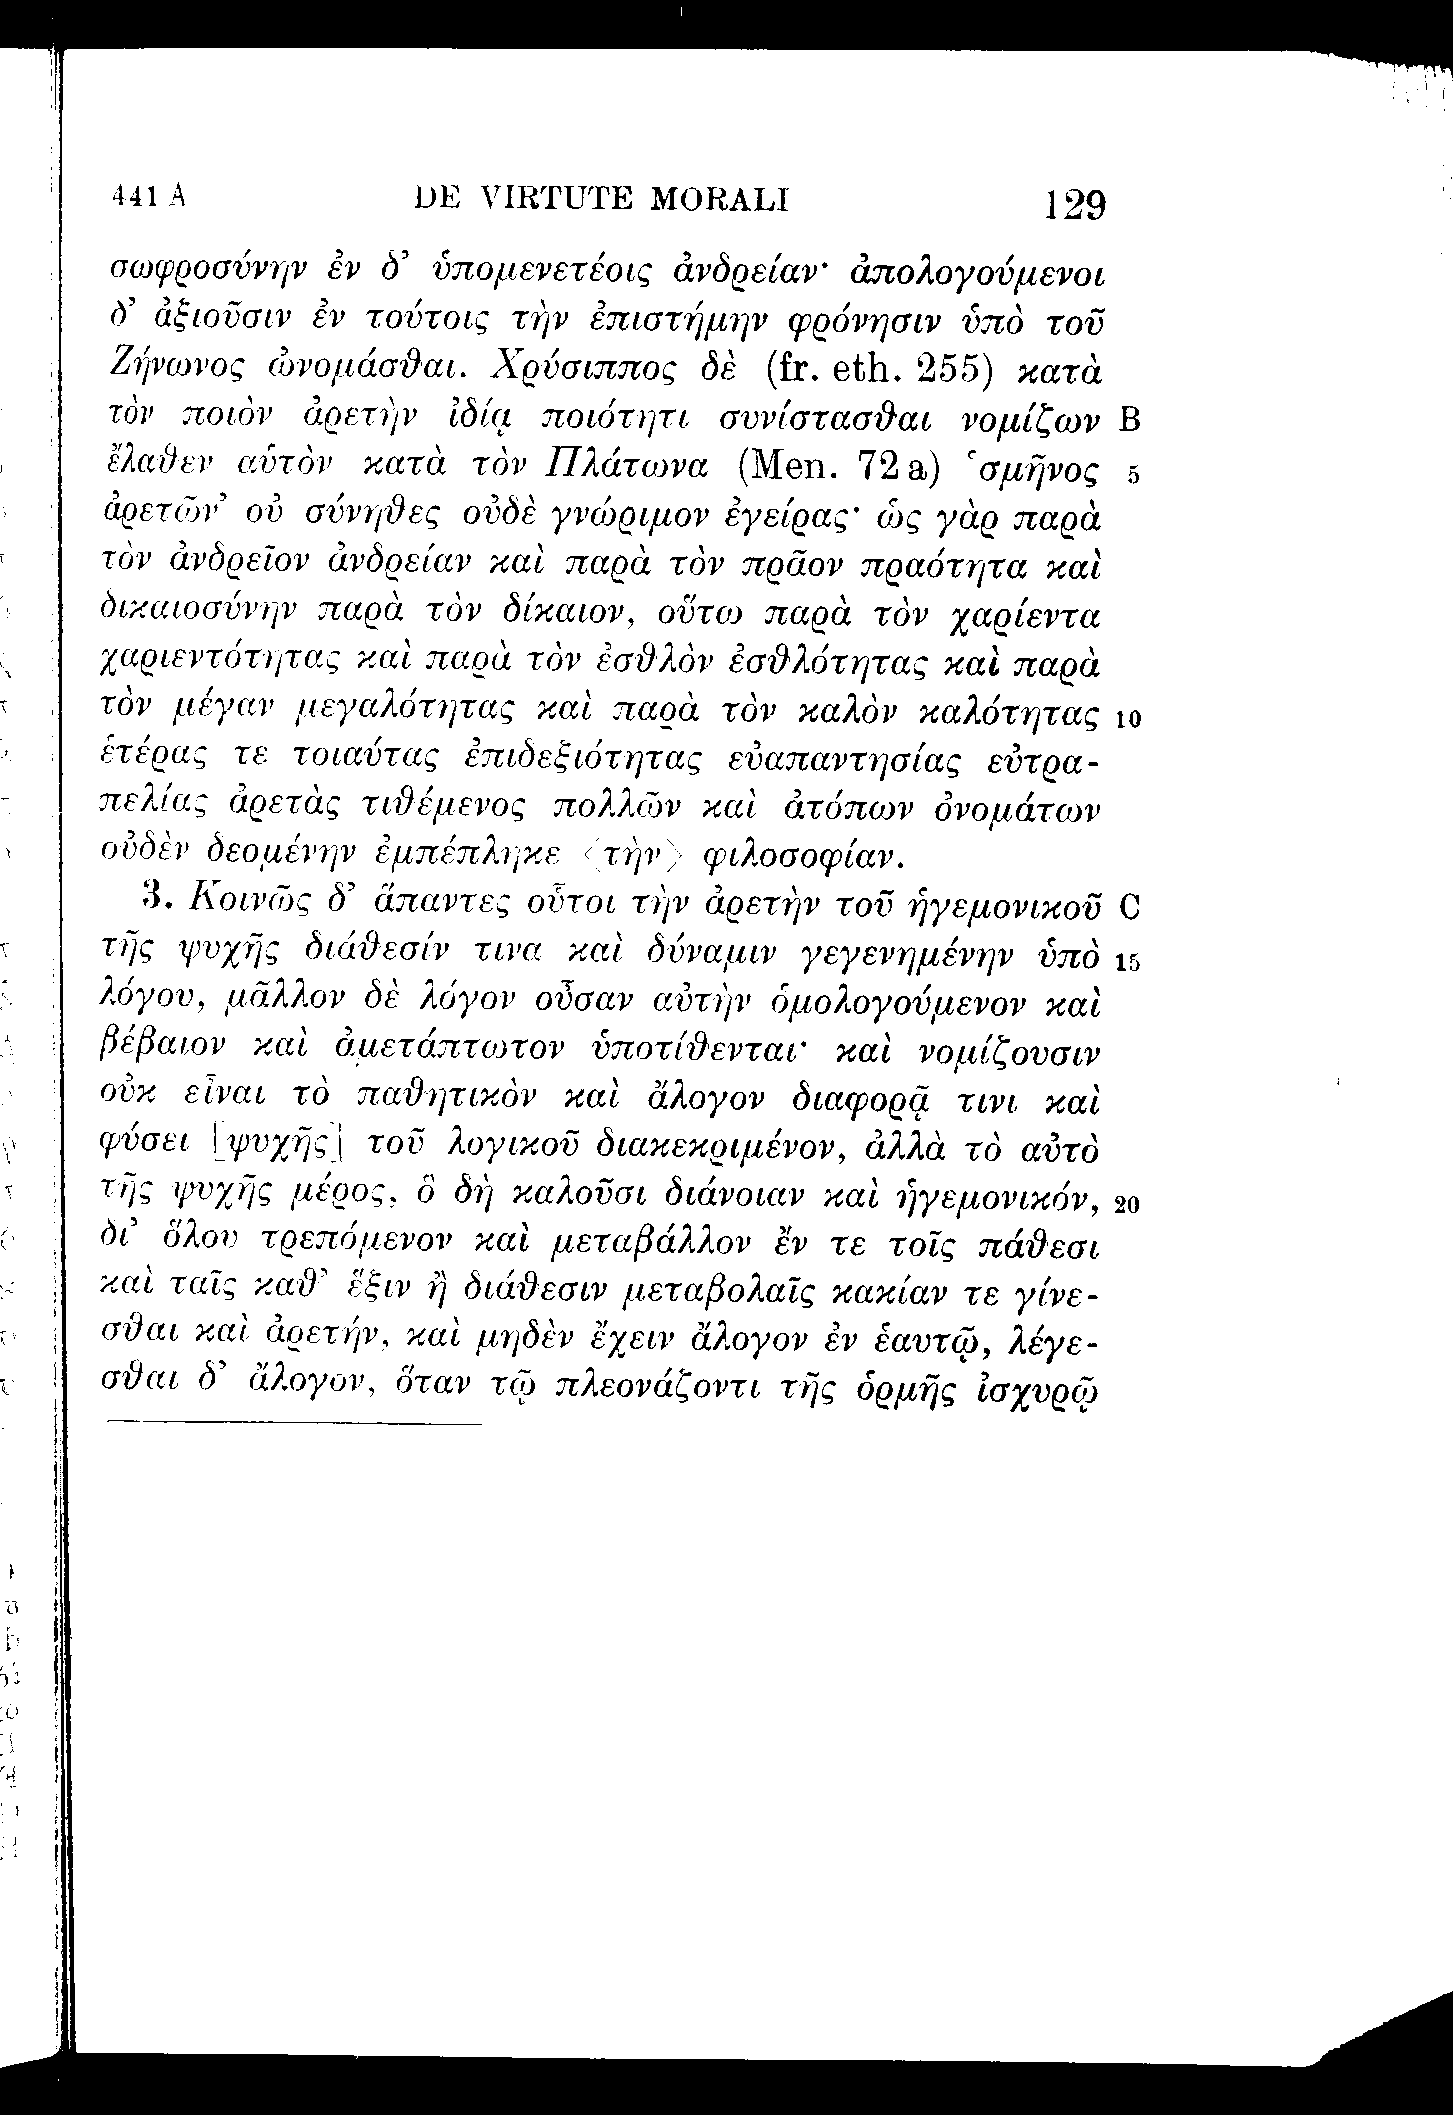 441 A DE VIRTUTE MORALI 129
σωφροσύνην ἐν δ’ ὑπομενετέοις ἀνδρείαν· ἀπολογούμενοι
δ’ ἀξιοῦσιν ἐν τούτοις τὴν ἐπιστήμην φρόνησιν ὑπὸ τοῦ
Ζήνωνος ὠνομάσθαι. Χρύσιππος δὲ (fr. eth. 255) κατὰ
τὸν ποιὸν ἀρετὴν ἰδίᾳ ποιότητι συνίστασθαι νομίζων B
ἔλαθεν αὑτὸν κατὰ τὸν Πλάτωνα (Men. 72 a) ‘σμῆνος 5
ἀρετῶν’ οὐ σύνηθες οὐδὲ γνώριμον ἐγείρας· ὡς γὰρ παρὰ
τὸν ἀνδρεῖον ἀνδρείαν καὶ παρὰ τὸν πρᾶον πραότητα καὶ
δικαιοσύνην παρὰ τὸν δίκαιον, οὕτω παρὰ τὸν χαρίεντα
χαριεντότητας καὶ παρὰ τὸν ἐσθλὸν ἐσθλότητας καὶ παρὰ
τὸν μέγαν μεγαλότητας καὶ παρὰ τὸν καλὸν καλότητας 10
ἑτέρας τε τοιαύτας ἐπιδεξιότητας εὐαπαντησίας εὐτρα-
πελίας ἀρετὰς τιθέμενος πολλῶν καὶ ἀτόπων ὀνομάτων
οὐδὲν δεομένην ἐμπέπληκε <τὴν> φιλοσοφίαν.
3. Κοινῶς δ’ ἅπαντες οὗτοι τὴν ἀρετὴν τοῦ ἡγεμονικοῦ C
τῆς ψυχῆς διάθεσίν τινα καὶ δύναμιν γεγενημένην ὑπὸ 15
λόγου, μᾶλλον δὲ λόγον οὖσαν αὐτὴν ὁμολογούμενον καὶ
βέβαιον καὶ ἀμετάπτωτον ὑποτίθενται· καὶ νομίζουσιν
οὐκ εἶναι τὸ παθητικὸν καὶ ἄλογον διαφορᾷ τινι καὶ
φύσει [ψυχῆς] τοῦ λογικοῦ διακεκριμένον, ἀλλὰ τὸ αὐτὸ
τῆς ψυχῆς μέρος, ὃ δὴ καλοῦσι διάνοιαν καὶ ἡγεμονικόν, 20
δι’ ὅλου τρεπόμενον καὶ μεταβάλλον ἔν τε τοῖς πάθεσι
καὶ ταῖς καθ’ ἕξιν ἢ διάθεσιν μεταβολαῖς κακίαν τε γίνε-
σθαι καὶ ἀρετήν, καὶ μηδὲν ἔχειν ἄλογον ἐν ἑαυτῷ, λέγε-
σθαι δ’ ἄλογον, ὅταν τῷ πλεονάζοντι τῆς ὁρμῆς ἰσχυρῷ